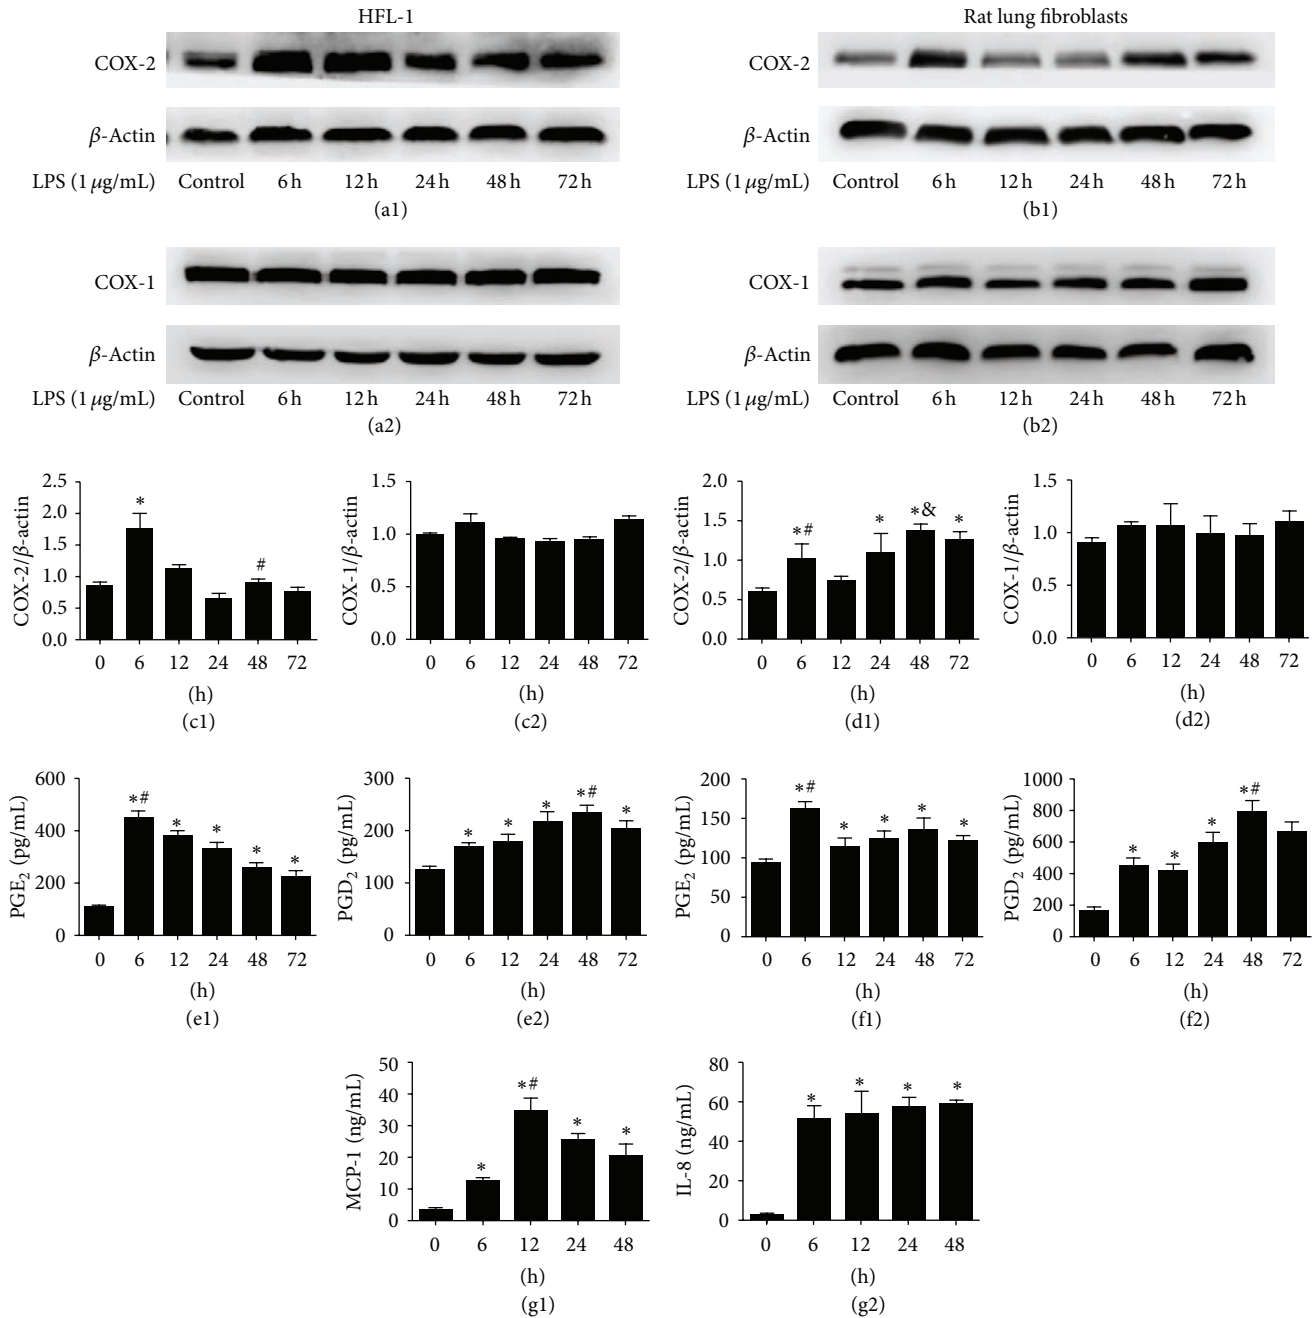 HFL-1
Rat lung fibroblasts
COX-2
COX-2
β-Actin
β-Actin
LPS (1 μg/mL) Control 6 h 12 h 24 h 48 h 72 h
LPS (1 μg/mL) Control 6 h 12 h 24 h 48 h 72 h
(a1)
(b1)
COX-1
COX-1
β-Actin
β-Actin
LPS (1 μg/mL) Control 6 h 12 h 24 h 48 h 72 h
LPS (1 μg/mL) Control 6 h 12 h 24 h 48 h 72 h
(a2)
(b2)
COX-2/β-actin
2.5
2.0
1.5
1.0
0.5
0.0
*
#
0 6 12 24 48 72
(h)
(c1)
COX-1/β-actin
1.5
1.0
0.5
0.0
0 6 12 24 48 72
(h)
(c2)
COX-2/β-actin
2.0
1.5
1.0
0.5
0.0
*# * *& *
0 6 12 24 48 72
(h)
(d1)
COX-1/β-actin
1.5
1.0
0.5
0.0
0 6 12 24 48 72
(h)
(d2)
PGE2 (pg/mL)
600
400
200
0
*# * * * *
0 6 12 24 48 72
(h)
(e1)
PGD2 (pg/mL)
300
200
100
0
* * * *# *
0 6 12 24 48 72
(h)
(e2)
PGE2 (pg/mL)
200
150
100
50
0
*# * * * *
0 6 12 24 48 72
(h)
(f1)
PGD2 (pg/mL)
1000
800
600
400
200
0
* * * *#
0 6 12 24 48 72
(h)
(f2)
MCP-1 (ng/mL)
50
40
30
20
10
0
* *# * *
0 6 12 24 48
(h)
(g1)
IL-8 (ng/mL)
80
60
40
20
0
* * * *
0 6 12 24 48
(h)
(g2)